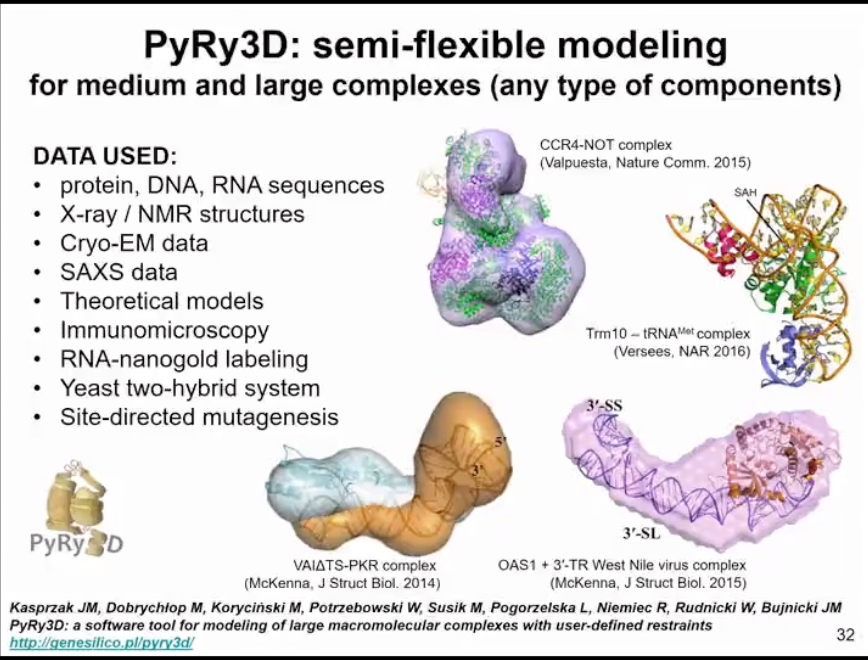 PyRy3D: semi-flexible modeling
for medium and large complexes (any type of components)
DATA USED:
• protein, DNA, RNA sequences
• X-ray / NMR structures
• Cryo-EM data
• SAXS data
• Theoretical models
• Immunomicroscopy
• RNA-nanogold labeling
• Yeast two-hybrid system
• Site-directed mutagenesis
CCR4-NOT complex
(Valpuesta, Nature Comm. 2015)
SAH
Trm10 – tRNAᴹᵉᵗ complex
(Versees, NAR 2016)
5'
3'
VAIΔTS-PKR complex
(McKenna, J Struct Biol. 2014)
3'-SS
3'-SL
OAS1 + 3'-TR West Nile virus complex
(McKenna, J Struct Biol. 2015)
PyRy3D
Kasprzak JM, Dobrychłop M, Koryciński M, Potrzebowski W, Susik M, Pogorzelska L, Niemiec R, Rudnicki W, Bujnicki JM
PyRy3D: a software tool for modeling of large macromolecular complexes with user-defined restraints
http://genesilico.pl/pyry3d/
32